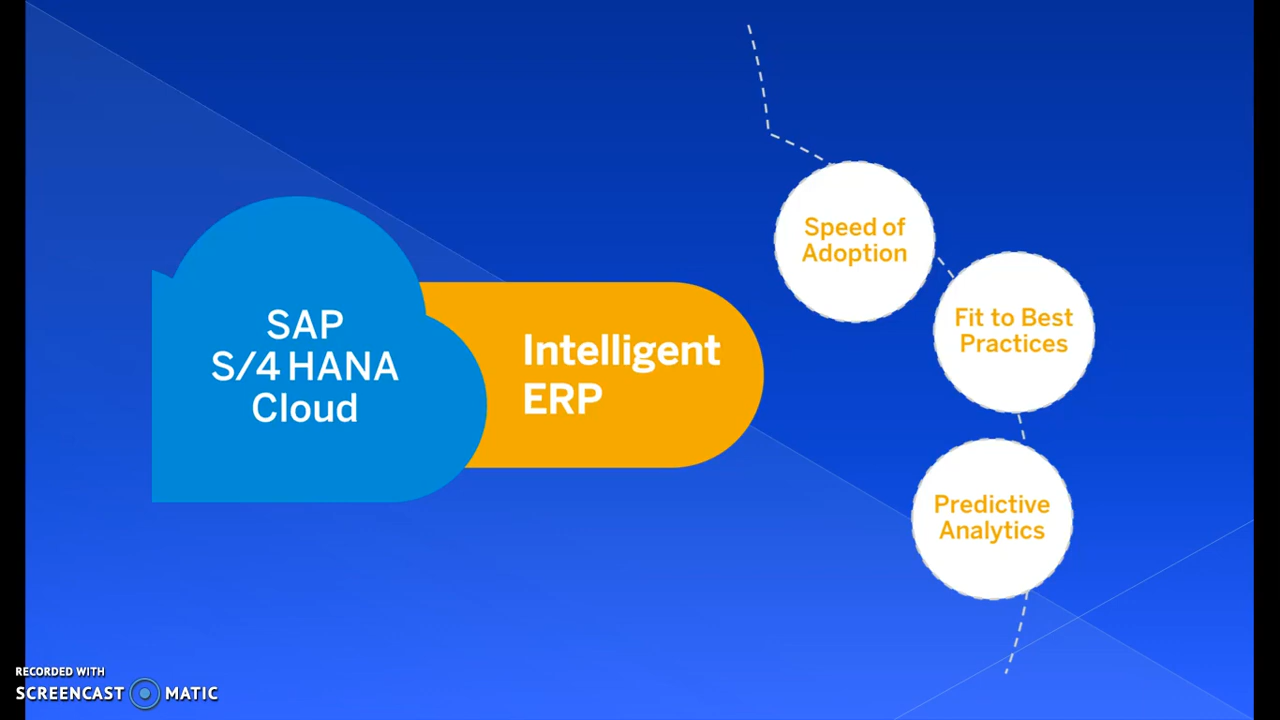 SAP
S/4 HANA
Cloud
Intelligent
ERP
Speed of
Adoption
Fit to Best
Practices
Predictive
Analytics
RECORDED WITH
SCREENCAST MATIC